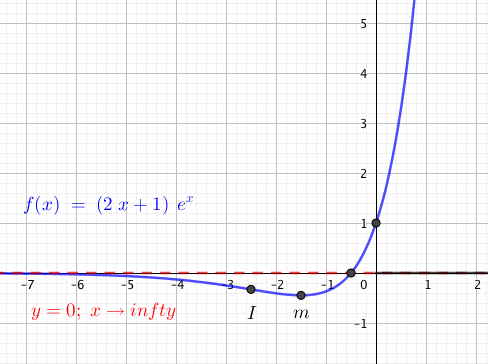 5
4
3
2
f(x) = (2 x + 1) e^x
1
-7 -6 -5 -4 -3 -2 -1 0 1 2
y = 0; x → infty
I m
-1